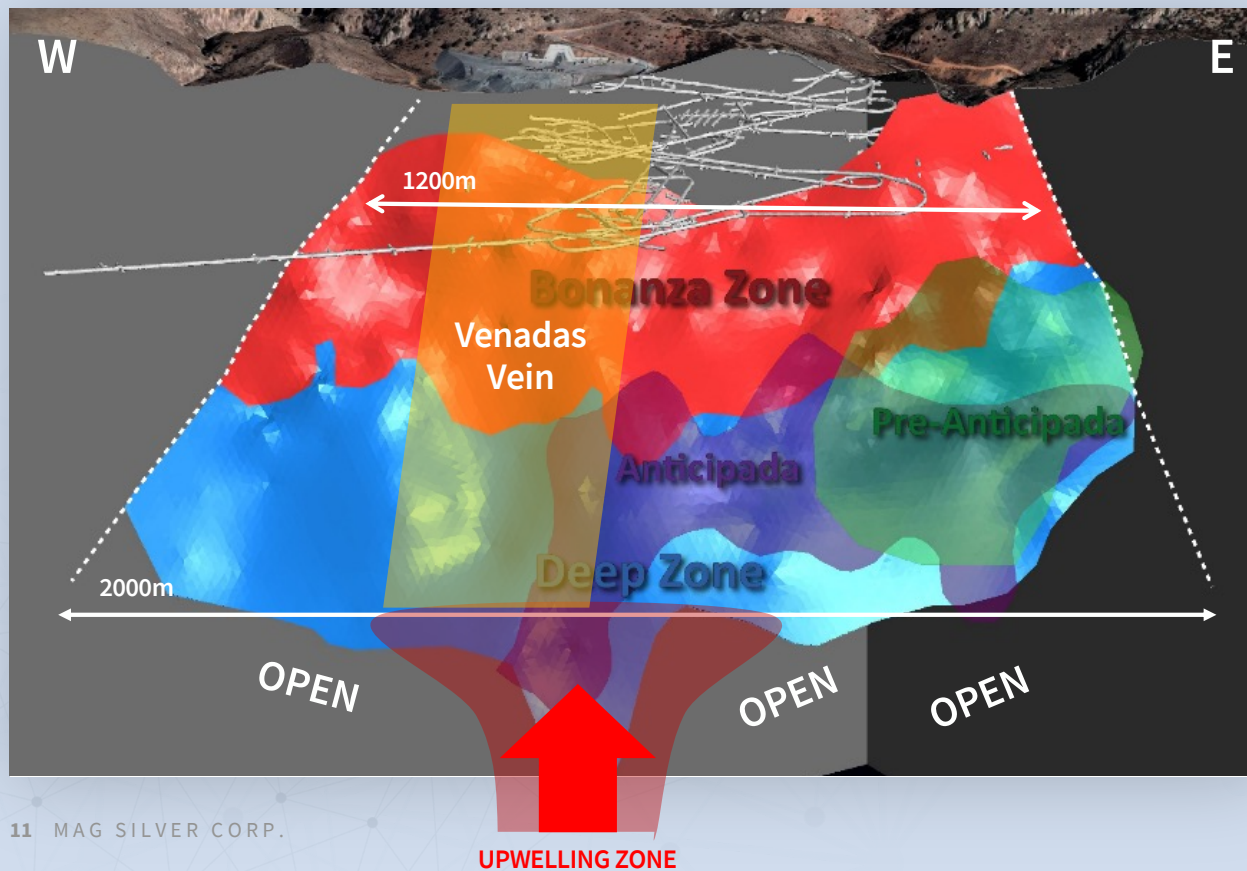 W
E
1200m
Bonanza Zone
Venadas
Vein
Pre-Anticipada
Anticipada
Deep Zone
2000m
OPEN
OPEN
OPEN
11 MAG SILVER CORP.
UPWELLING ZONE